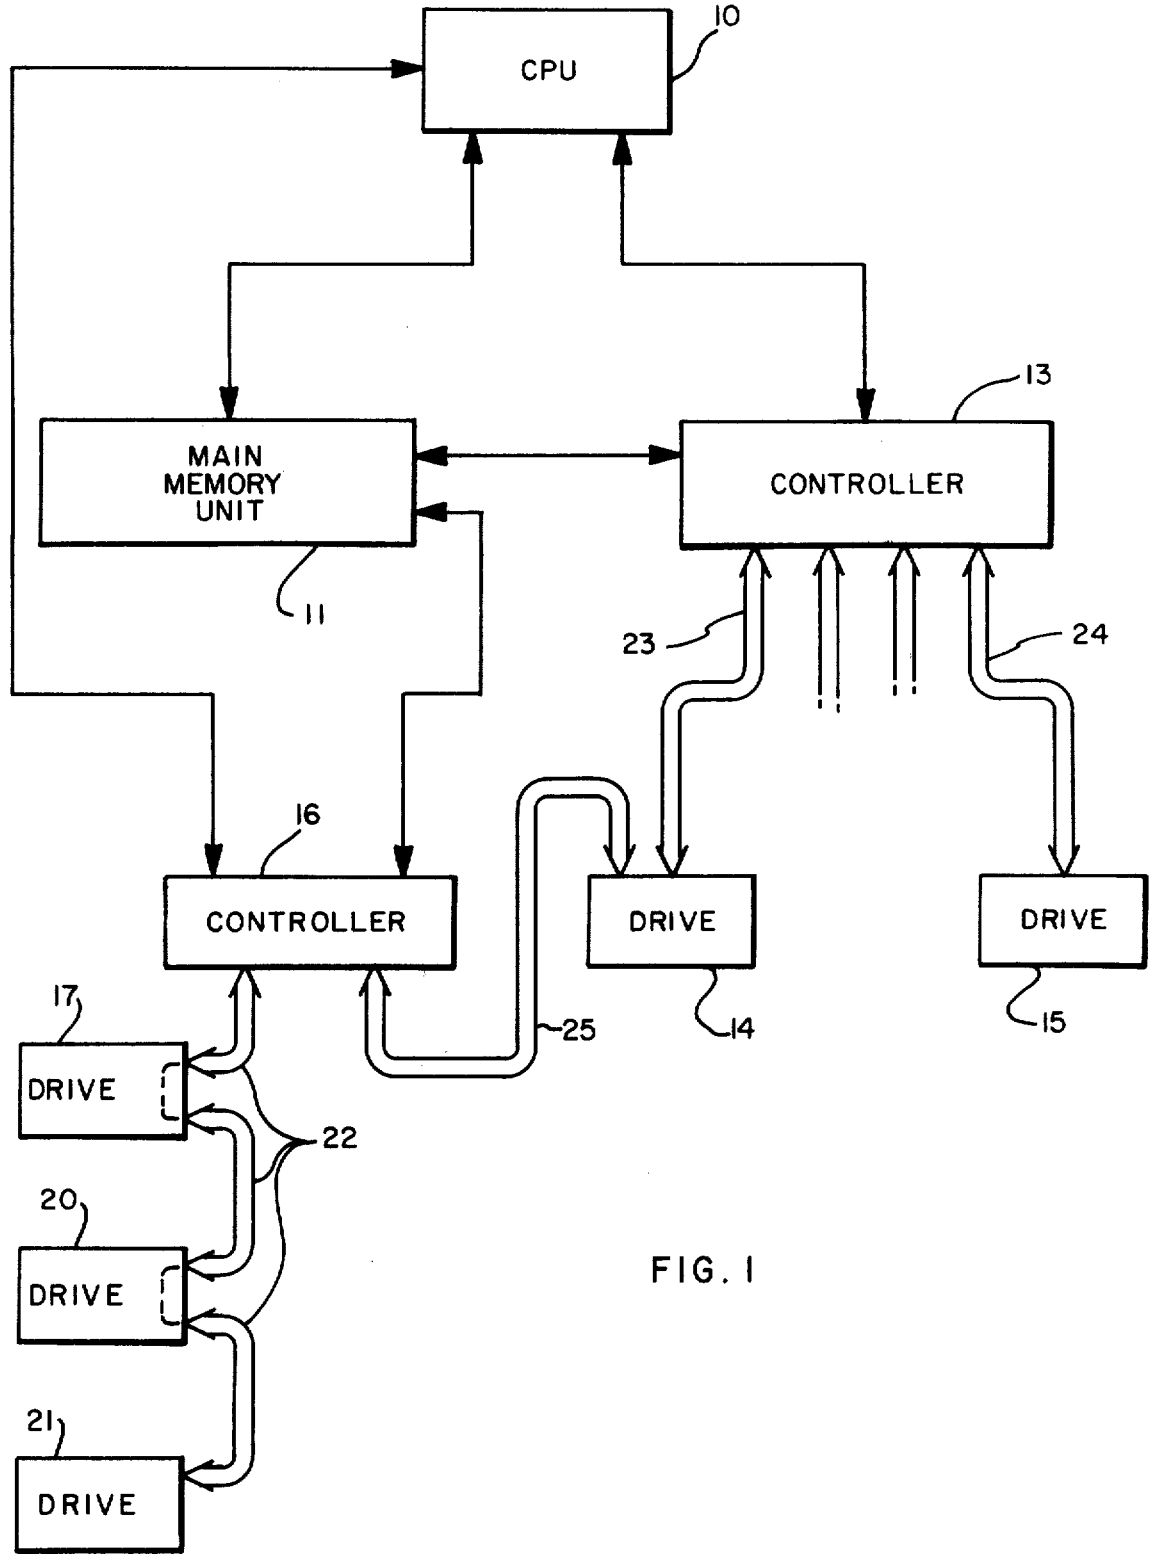 10
CPU
13
MAIN
MEMORY
UNIT
CONTROLLER
11
23
24
16
CONTROLLER
DRIVE
DRIVE
17
25
14
15
DRIVE
22
20
FIG. 1
DRIVE
21
DRIVE